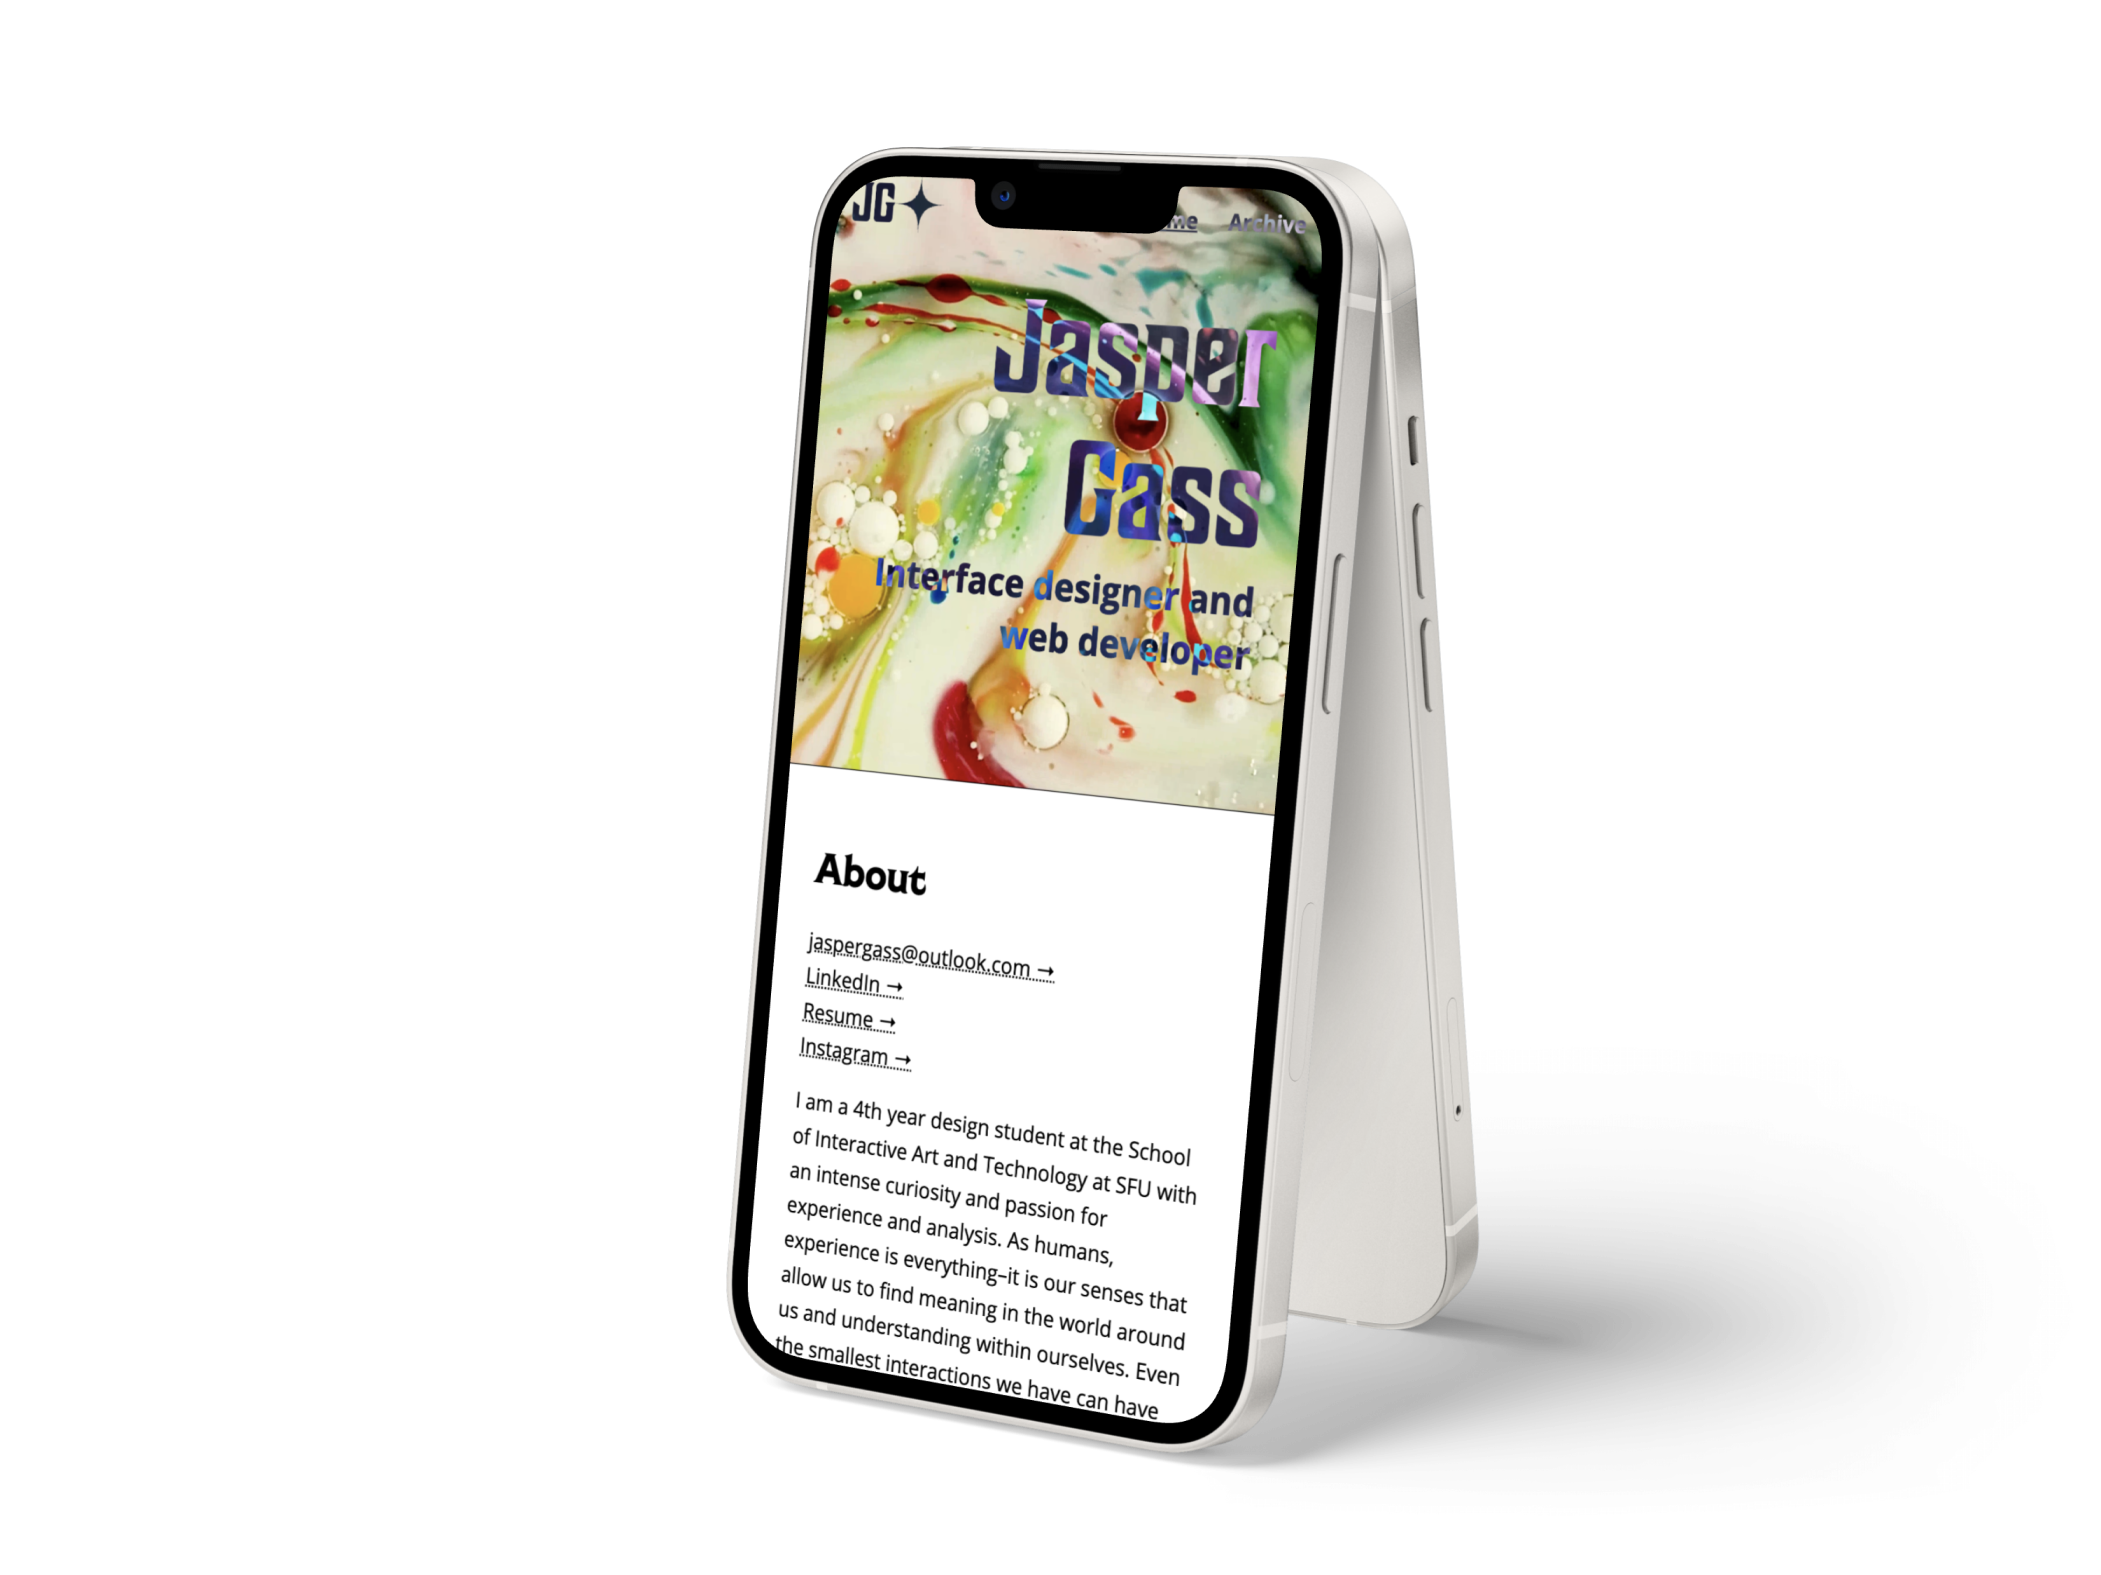 JG
Archive
Jasper
Gass
Interface designer and
web developer
About
jaspergass@outlook.com →
LinkedIn →
Resume →
Instagram →
I am a 4th year design student at the School
of Interactive Art and Technology at SFU with
an intense curiosity and passion for
experience and analysis. As humans,
experience is everything–it is our senses that
allow us to find meaning in the world around
us and understanding within ourselves. Even
the smallest interactions we have can have